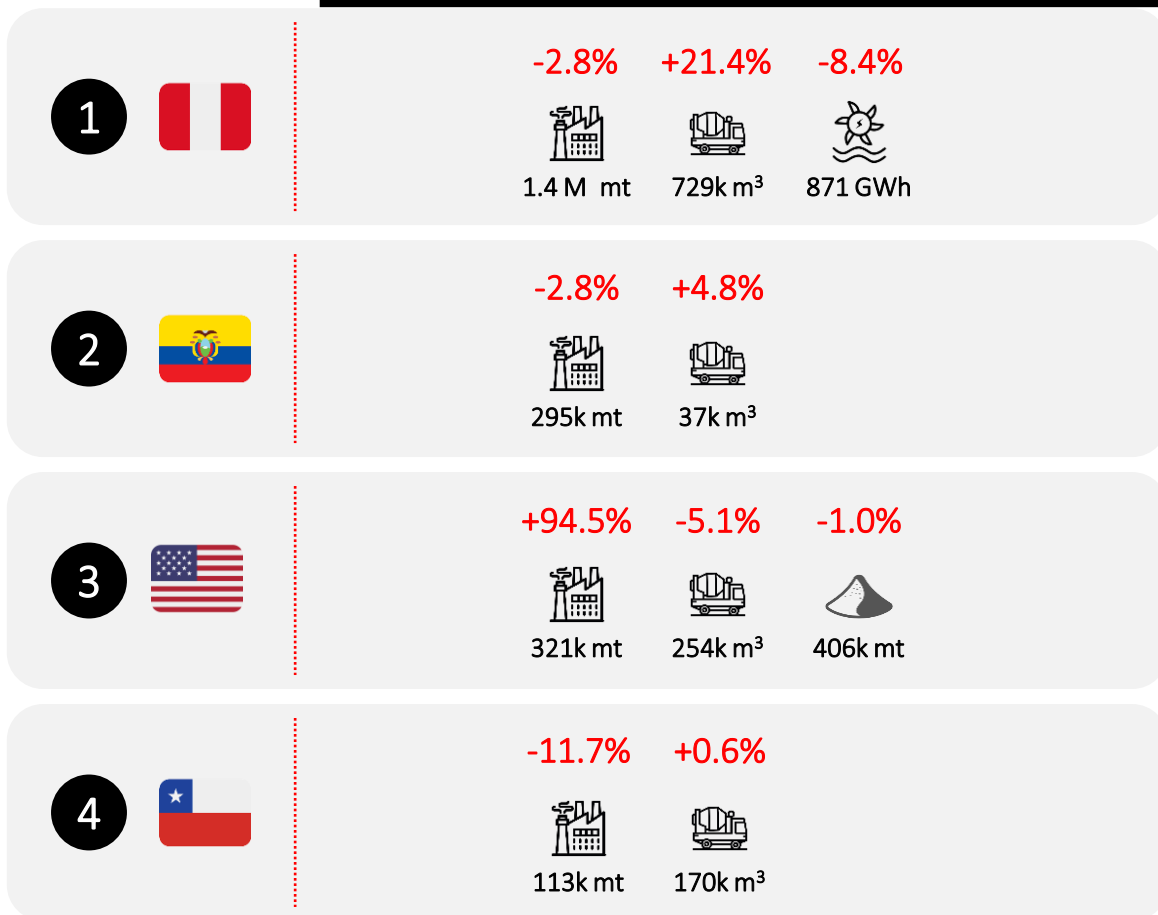 -2.8% +21.4% -8.4%
1
1.4 M mt 729k m³ 871 GWh
-2.8% +4.8%
2
295k mt 37k m³
+94.5% -5.1% -1.0%
3
321k mt 254k m³ 406k mt
-11.7% +0.6%
4
113k mt 170k m³